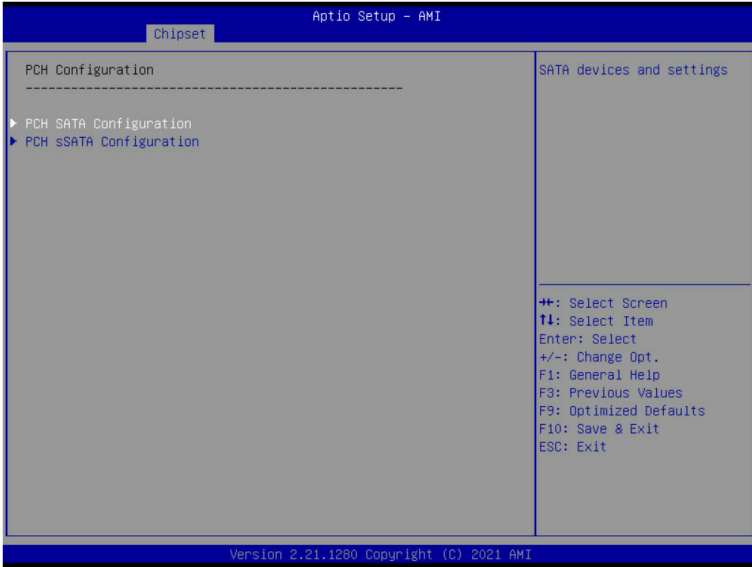 Aptio Setup – AMI
Chipset
PCH Configuration
----------------------------------------------------
▶ PCH SATA Configuration
▶ PCH sSATA Configuration
SATA devices and settings
→←: Select Screen
↑↓: Select Item
Enter: Select
+/-: Change Opt.
F1: General Help
F3: Previous Values
F9: Optimized Defaults
F10: Save & Exit
ESC: Exit
Version 2.21.1280 Copyright (C) 2021 AMI